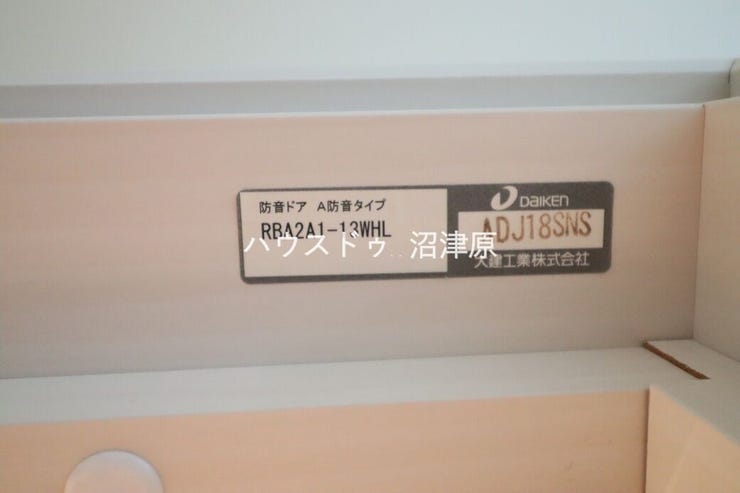 防音ドア A防音タイプ
RBA2A1-13WHL
DAIKEN
ADJ18SNS
大建工業株式会社
ハウスドゥ 沼津原